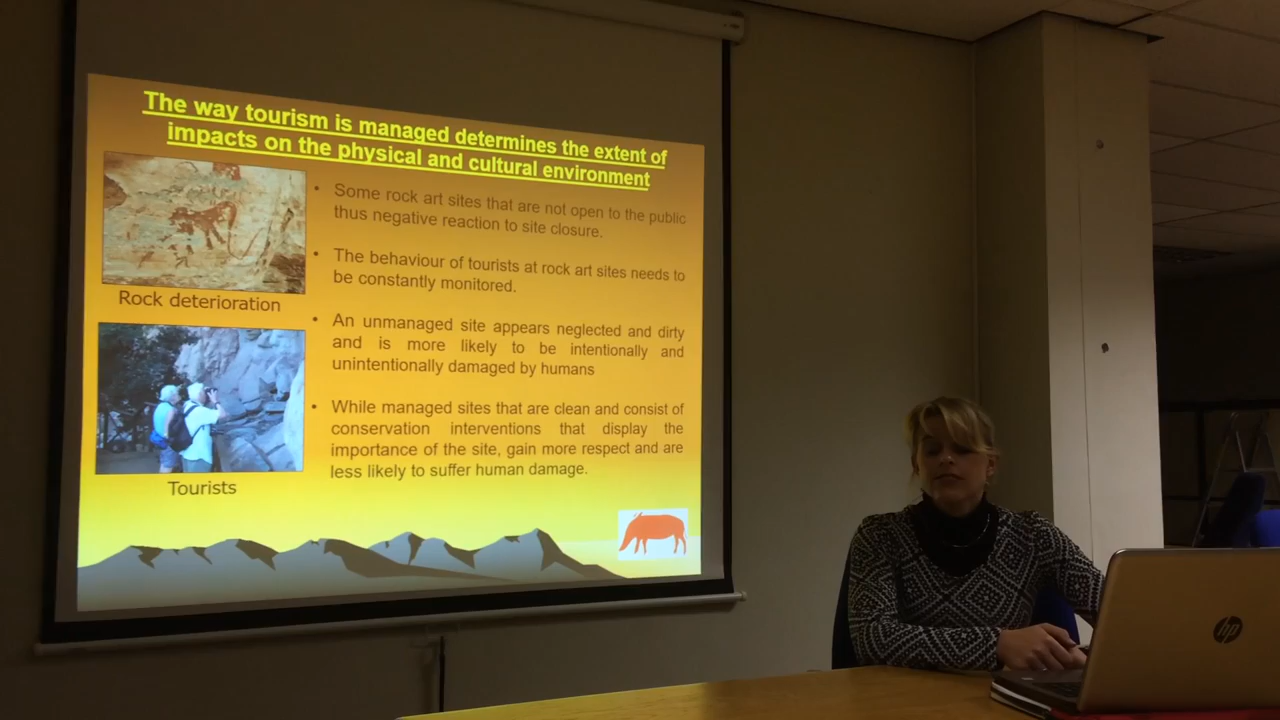 The way tourism is managed determines the extent of
impacts on the physical and cultural environment
Rock deterioration
Tourists
• Some rock art sites that are not open to the public
thus negative reaction to site closure.
• The behaviour of tourists at rock art sites needs to
be constantly monitored.
• An unmanaged site appears neglected and dirty
and is more likely to be intentionally and
unintentionally damaged by humans
• While managed sites that are clean and consist of
conservation interventions that display the
importance of the site, gain more respect and are
less likely to suffer human damage.
hp